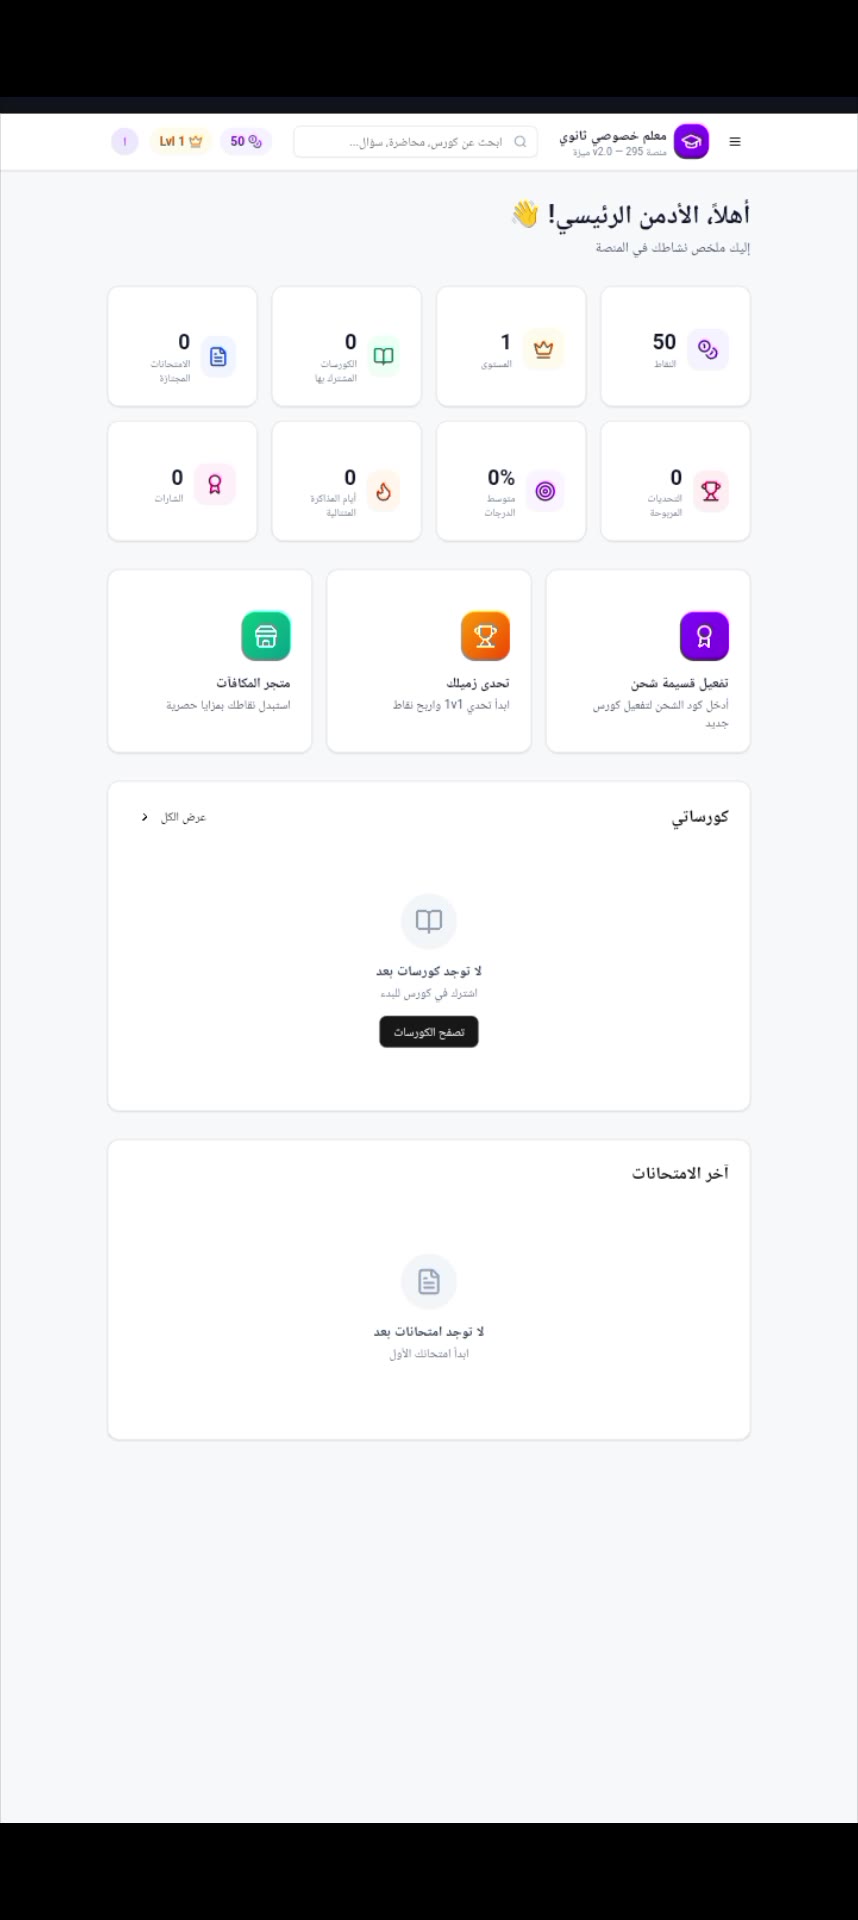 معلم خصوصي ثانوي
منصة v2.0 — 295 ميزة
ابحث عن كورس، محاضرة، سؤال...
50
Lvl 1
أهلاً، الأدمن الرئيسي! 👋
إليك ملخص نشاطك في المنصة
50
النقاط
1
المستوى
0
الكورسات
المشترك بها
0
الامتحانات
المجتازة
0
التحديات
المربوحة
0%
متوسط
الدرجات
0
أيام المذاكرة
المتتالية
0
الشارات
تفعيل قسيمة شحن
أدخل كود الشحن لتفعيل كورس
جديد
تحدى زميلك
ابدأ تحدي 1v1 واربح نقاط
متجر المكافآت
استبدل نقاطك بمزايا حصرية
كورساتي
عرض الكل
لا توجد كورسات بعد
اشترك في كورس للبدء
تصفح الكورسات
آخر الامتحانات
لا توجد امتحانات بعد
ابدأ امتحانك الأول